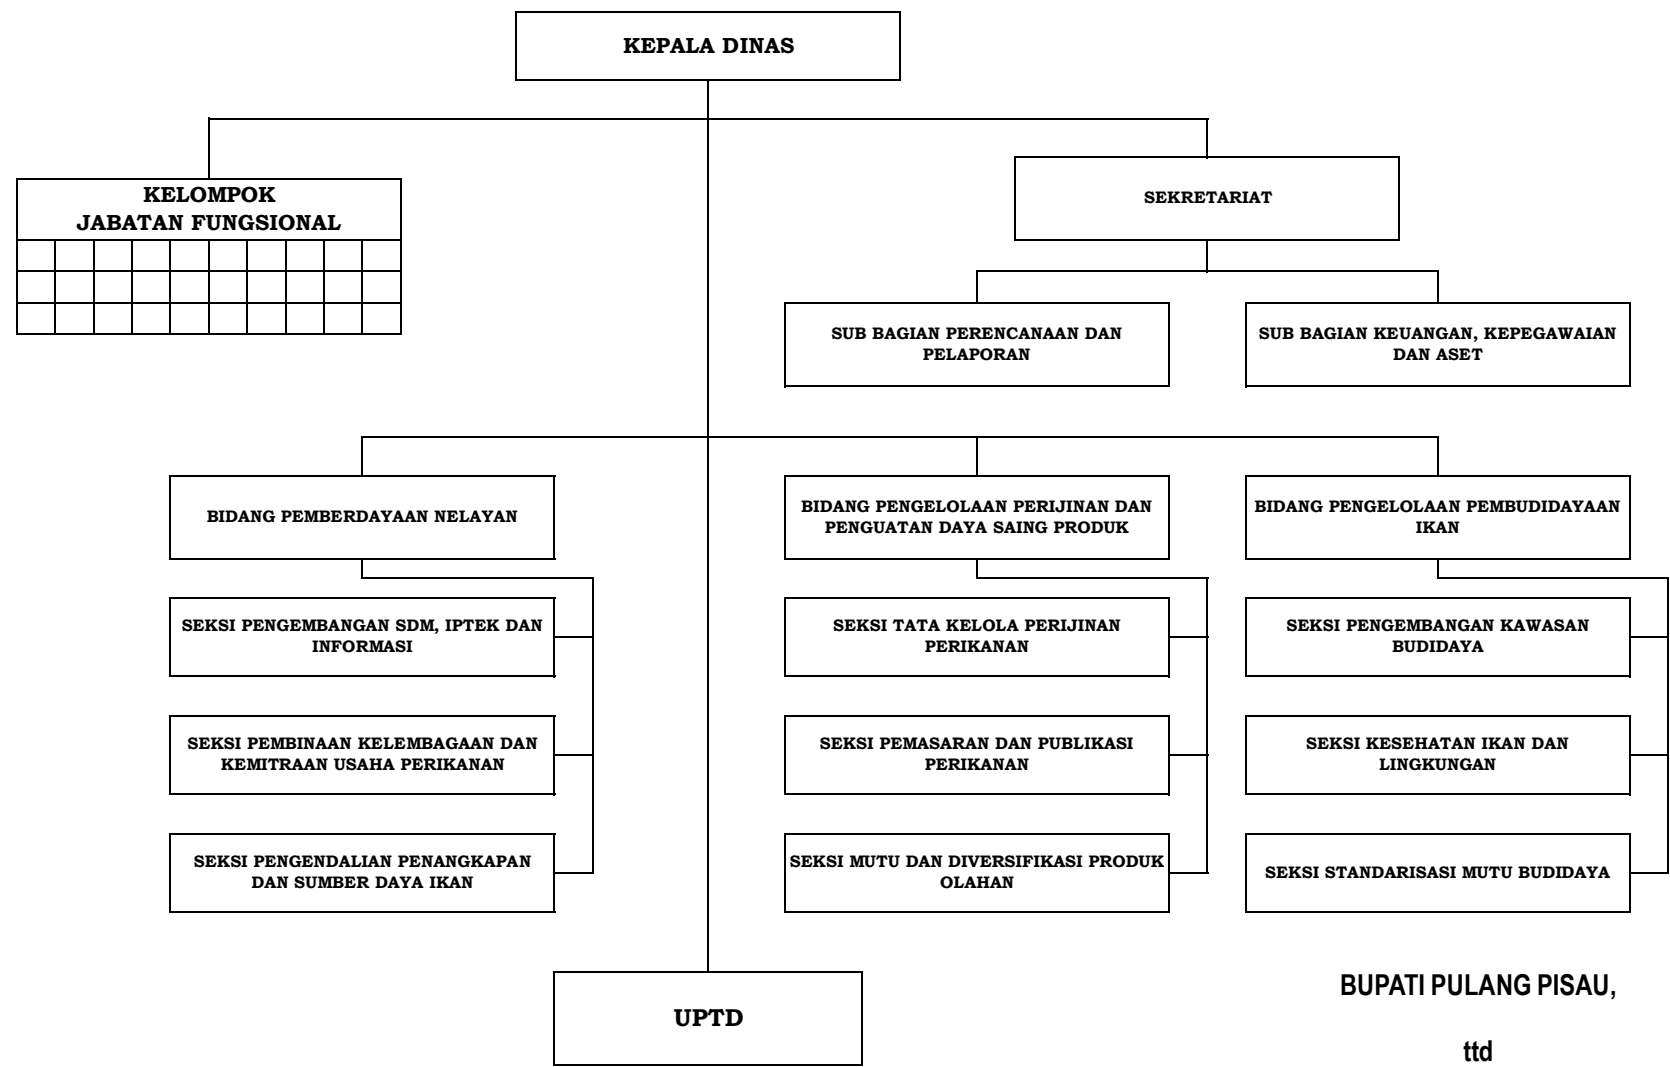 KEPALA DINAS
KELOMPOK
JABATAN FUNGSIONAL
SEKRETARIAT
SUB BAGIAN PERENCANAAN DAN
PELAPORAN
SUB BAGIAN KEUANGAN, KEPEGAWAIAN
DAN ASET
BIDANG PEMBERDAYAAN NELAYAN
BIDANG PENGELOLAAN PERIJINAN DAN
PENGUATAN DAYA SAING PRODUK
BIDANG PENGELOLAAN PEMBUDIDAYAAN
IKAN
SEKSI PENGEMBANGAN SDM, IPTEK DAN
INFORMASI
SEKSI TATA KELOLA PERIJINAN
PERIKANAN
SEKSI PENGEMBANGAN KAWASAN
BUDIDAYA
SEKSI PEMBINAAN KELEMBAGAAN DAN
KEMITRAAN USAHA PERIKANAN
SEKSI PEMASARAN DAN PUBLIKASI
PERIKANAN
SEKSI KESEHATAN IKAN DAN
LINGKUNGAN
SEKSI PENGENDALIAN PENANGKAPAN
DAN SUMBER DAYA IKAN
SEKSI MUTU DAN DIVERSIFIKASI PRODUK
OLAHAN
SEKSI STANDARISASI MUTU BUDIDAYA
UPTD
BUPATI PULANG PISAU,
ttd